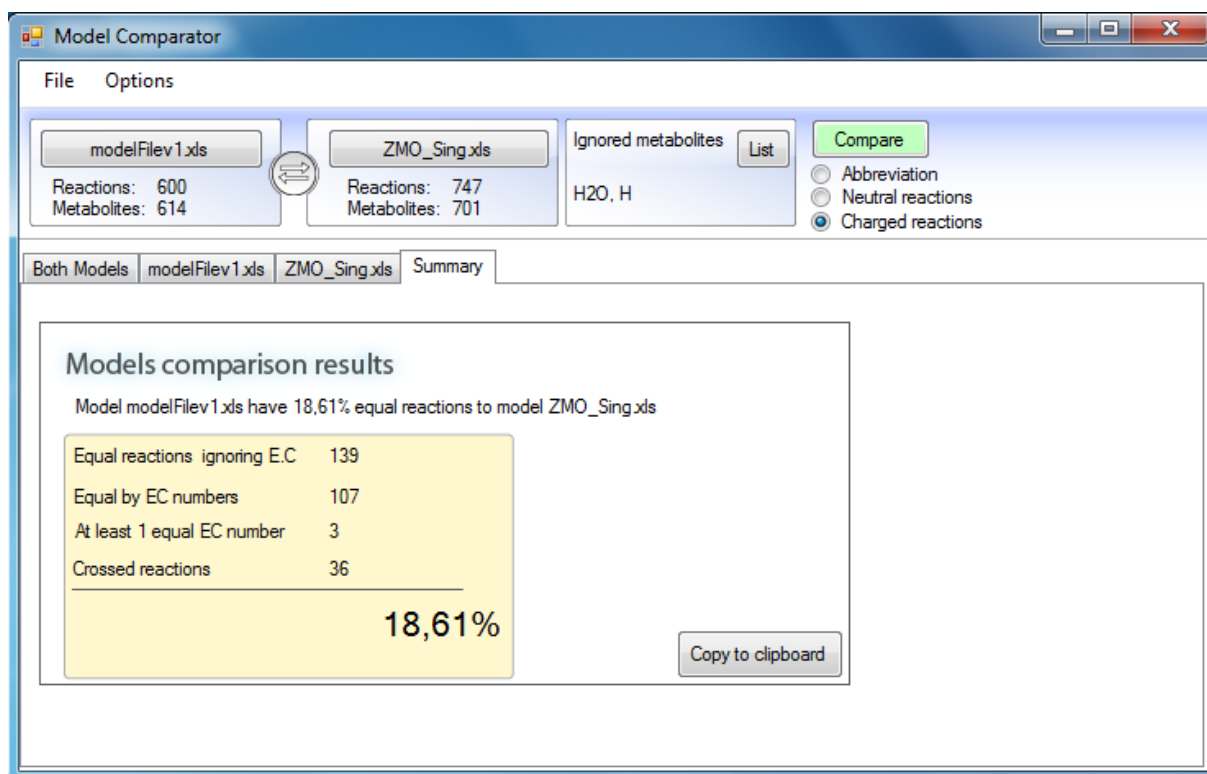 Model Comparator
File Options
modelFilev1.xls
Reactions: 600
Metabolites: 614
ZMO_Sing.xls
Reactions: 747
Metabolites: 701
Ignored metabolites
List
H2O, H
Compare
Abbreviation
Neutral reactions
Charged reactions
Both Models modelFilev1.xls ZMO_Sing.xls Summary
Models comparison results
Model modelFilev1.xls have 18,61% equal reactions to model ZMO_Sing.xls
Equal reactions ignoring E.C 139
Equal by EC numbers 107
At least 1 equal EC number 3
Crossed reactions 36
18,61%
Copy to clipboard